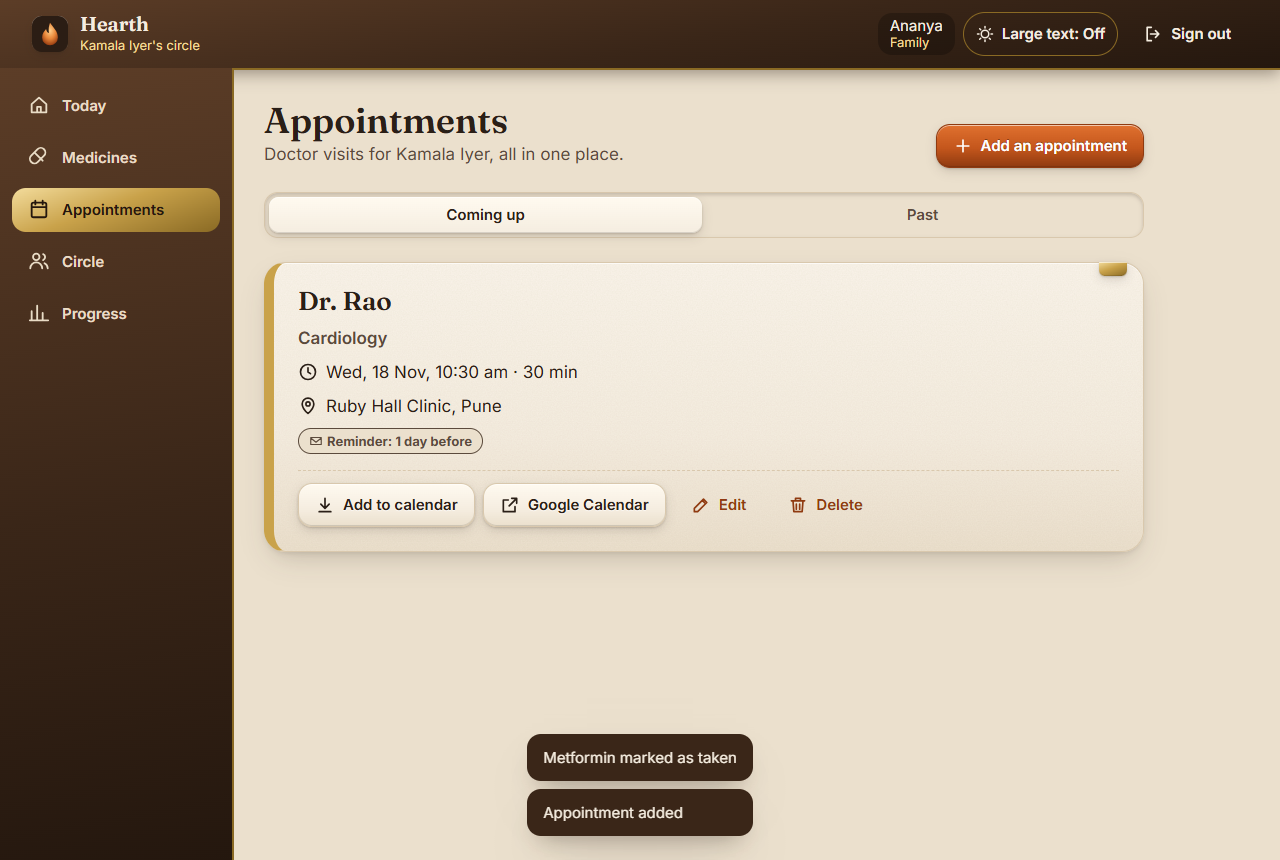 Hearth
Kamala Iyer's circle
Ananya
Family
Large text: Off
Sign out
Today
Medicines
Appointments
Circle
Progress
Appointments
Doctor visits for Kamala Iyer, all in one place.
Add an appointment
Coming up
Past
Dr. Rao
Cardiology
Wed, 18 Nov, 10:30 am · 30 min
Ruby Hall Clinic, Pune
Reminder: 1 day before
Add to calendar
Google Calendar
Edit
Delete
Metformin marked as taken
Appointment added